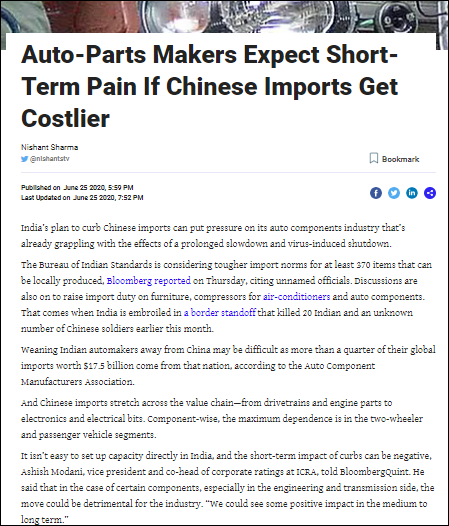 Auto-Parts Makers Expect Short-
Term Pain If Chinese Imports Get
Costlier
Nishant Sharma
@nishantstv
Bookmark
Published on June 25 2020, 5:59 PM
Last Updated on June 25 2020, 7:52 PM
India's plan to curb Chinese imports can put pressure on its auto components industry that's
already grappling with the effects of a prolonged slowdown and virus-induced shutdown.
The Bureau of Indian Standards is considering tougher import norms for at least 370 items that can
be locally produced, Bloomberg reported on Thursday, citing unnamed officials. Discussions are
also on to raise import duty on furniture, compressors for air-conditioners and auto components.
That comes when India is embroiled in a border standoff that killed 20 Indian and an unknown
number of Chinese soldiers earlier this month.
Weaning Indian automakers away from China may be difficult as more than a quarter of their global
imports worth $17.5 billion come from that nation, according to the Auto Component
Manufacturers Association.
And Chinese imports stretch across the value chain—from drivetrains and engine parts to
electronics and electrical bits. Component-wise, the maximum dependence is in the two-wheeler
and passenger vehicle segments.
It isn't easy to set up capacity directly in India, and the short-term impact of curbs can be negative,
Ashish Modani, vice president and co-head of corporate ratings at ICRA, told BloombergQuint. He
said that in the case of certain components, especially in the engineering and transmission side, the
move could be detrimental for the industry. "We could see some positive impact in the medium to
long term."